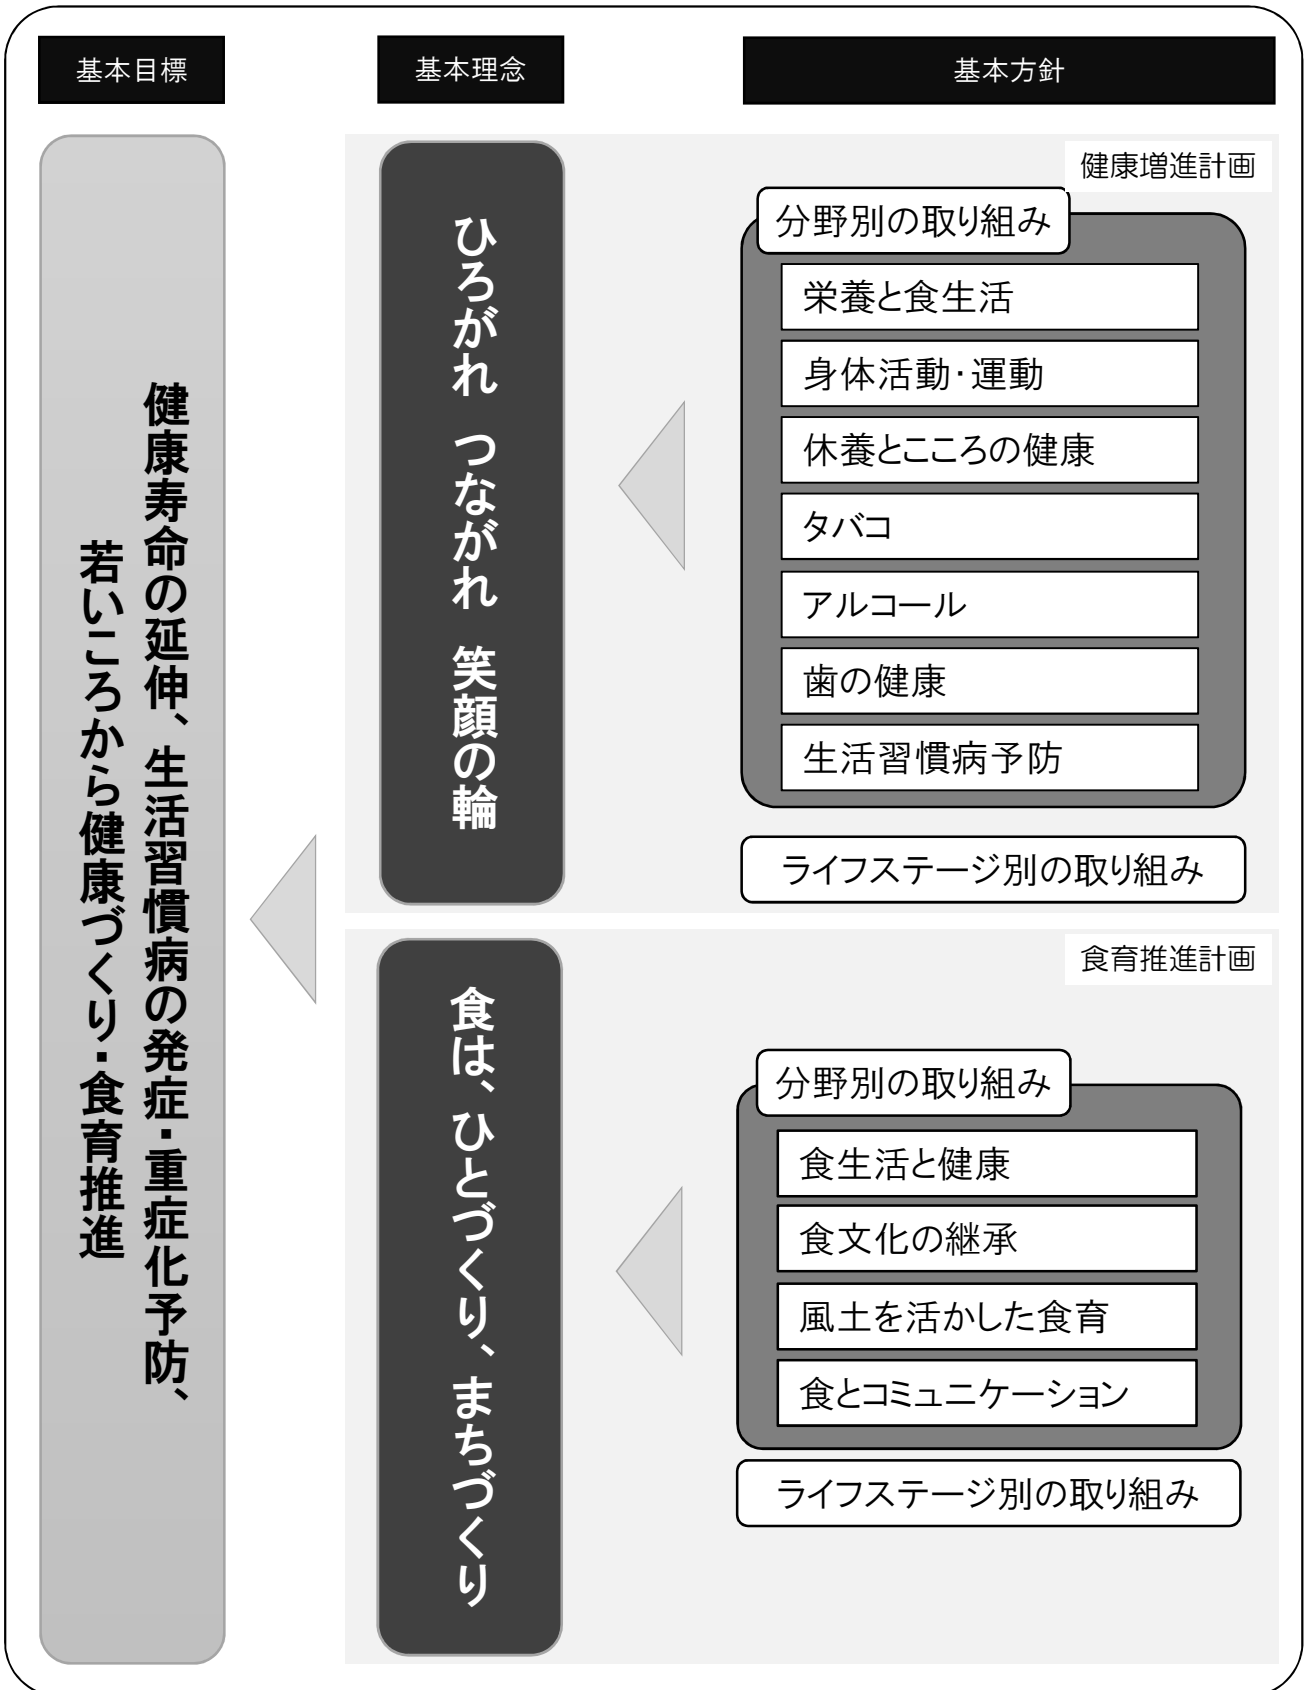 基本目標
基本理念
基本方針
健康寿命の延伸、生活習慣病の発症・重症化予防、
若いころから健康づくり・食育推進
ひろがれ つながれ 笑顔の輪
健康増進計画
分野別の取り組み
栄養と食生活
身体活動・運動
休養とこころの健康
タバコ
アルコール
歯の健康
生活習慣病予防
ライフステージ別の取り組み
食は、ひとづくり、まちづくり
食育推進計画
分野別の取り組み
食生活と健康
食文化の継承
風土を活かした食育
食とコミュニケーション
ライフステージ別の取り組み